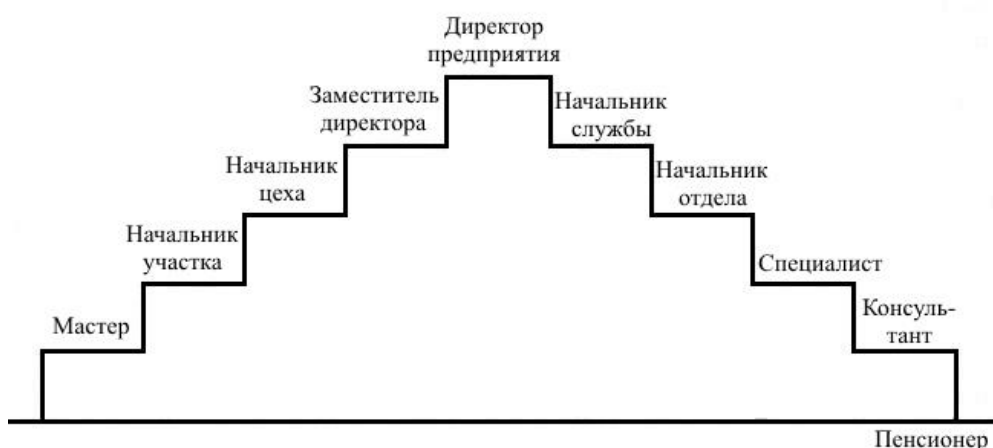 Директор
предприятия
Заместитель
директора
Начальник
службы
Начальник
цеха
Начальник
отдела
Начальник
участка
Специалист
Мастер
Консуль-
тант
Пенсионер